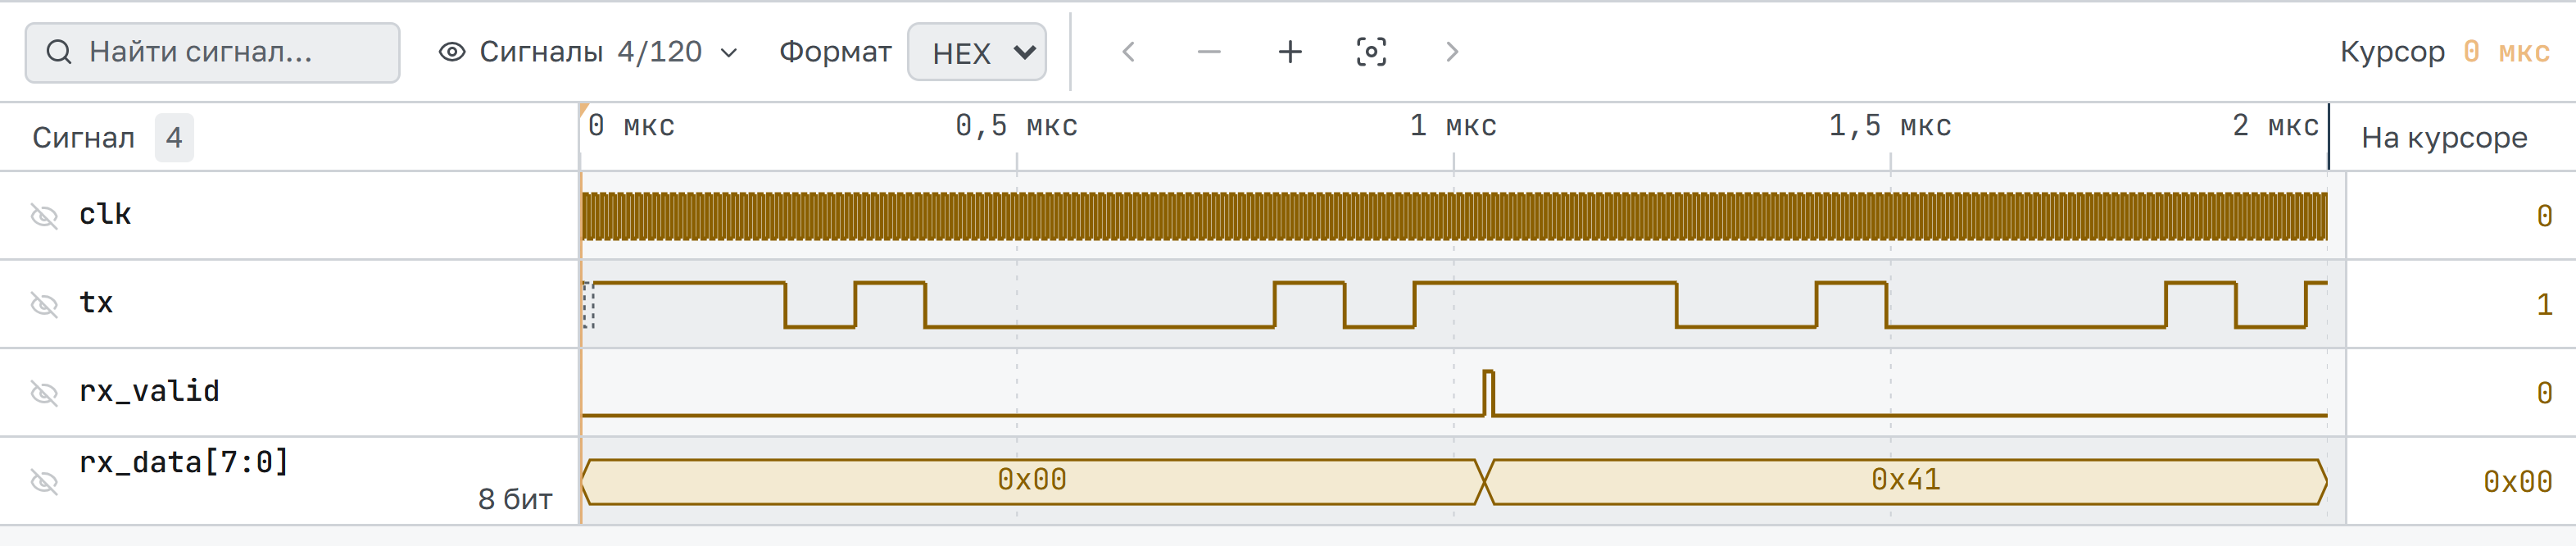 Найти сигнал... Сигналы 4/120 Формат HEX Курсор 0 мкс
Сигнал 4 0 мкс 0,5 мкс 1 мкс 1,5 мкс 2 мкс На курсоре
clk 0
tx 1
rx_valid 0
rx_data[7:0] 0x00 0x41 0x00
8 бит